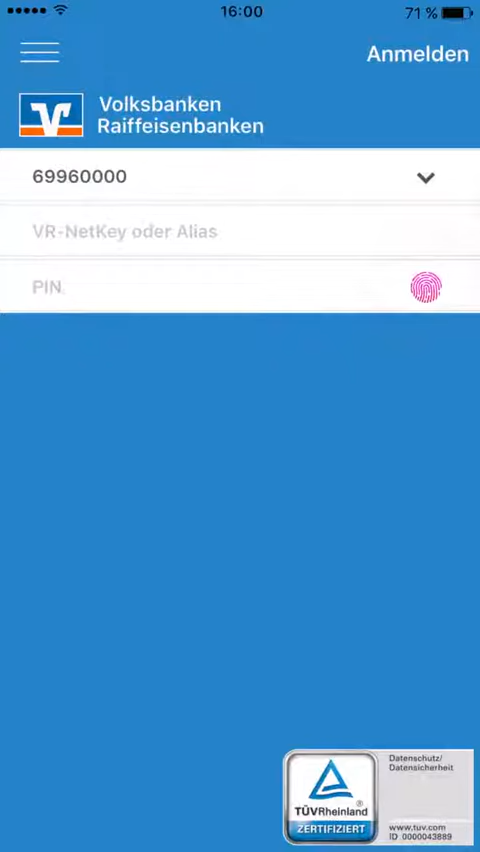 16:00
71 %
Anmelden
Volksbanken
Raiffeisenbanken
69960000
VR-NetKey oder Alias
PIN
Datenschutz/
Datensicherheit
TÜVRheinland®
ZERTIFIZIERT
www.tuv.com
ID 0000043889